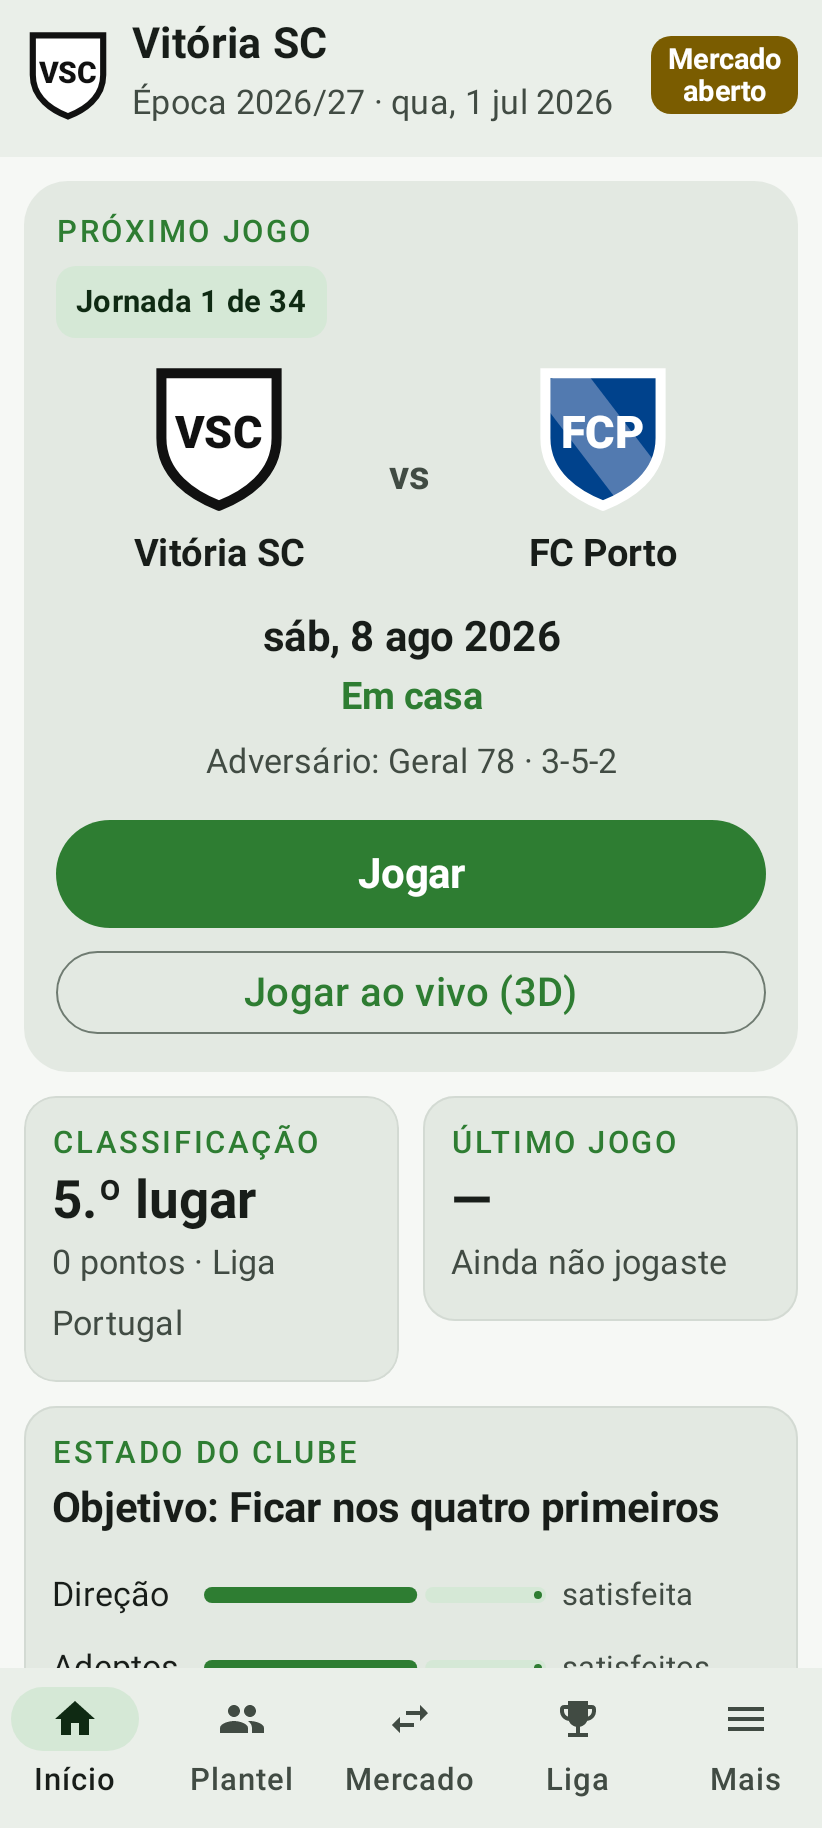 VSC
Vitória SC
Época 2026/27 · qua, 1 jul 2026
Mercado
aberto
PRÓXIMO JOGO
Jornada 1 de 34
VSC
vs
FCP
Vitória SC
FC Porto
sáb, 8 ago 2026
Em casa
Adversário: Geral 78 · 3-5-2
Jogar
Jogar ao vivo (3D)
CLASSIFICAÇÃO
5.º lugar
0 pontos · Liga
Portugal
ÚLTIMO JOGO
—
Ainda não jogaste
ESTADO DO CLUBE
Objetivo: Ficar nos quatro primeiros
Direção
satisfeita
Adeptos
satisfeitos
Início
Plantel
Mercado
Liga
Mais